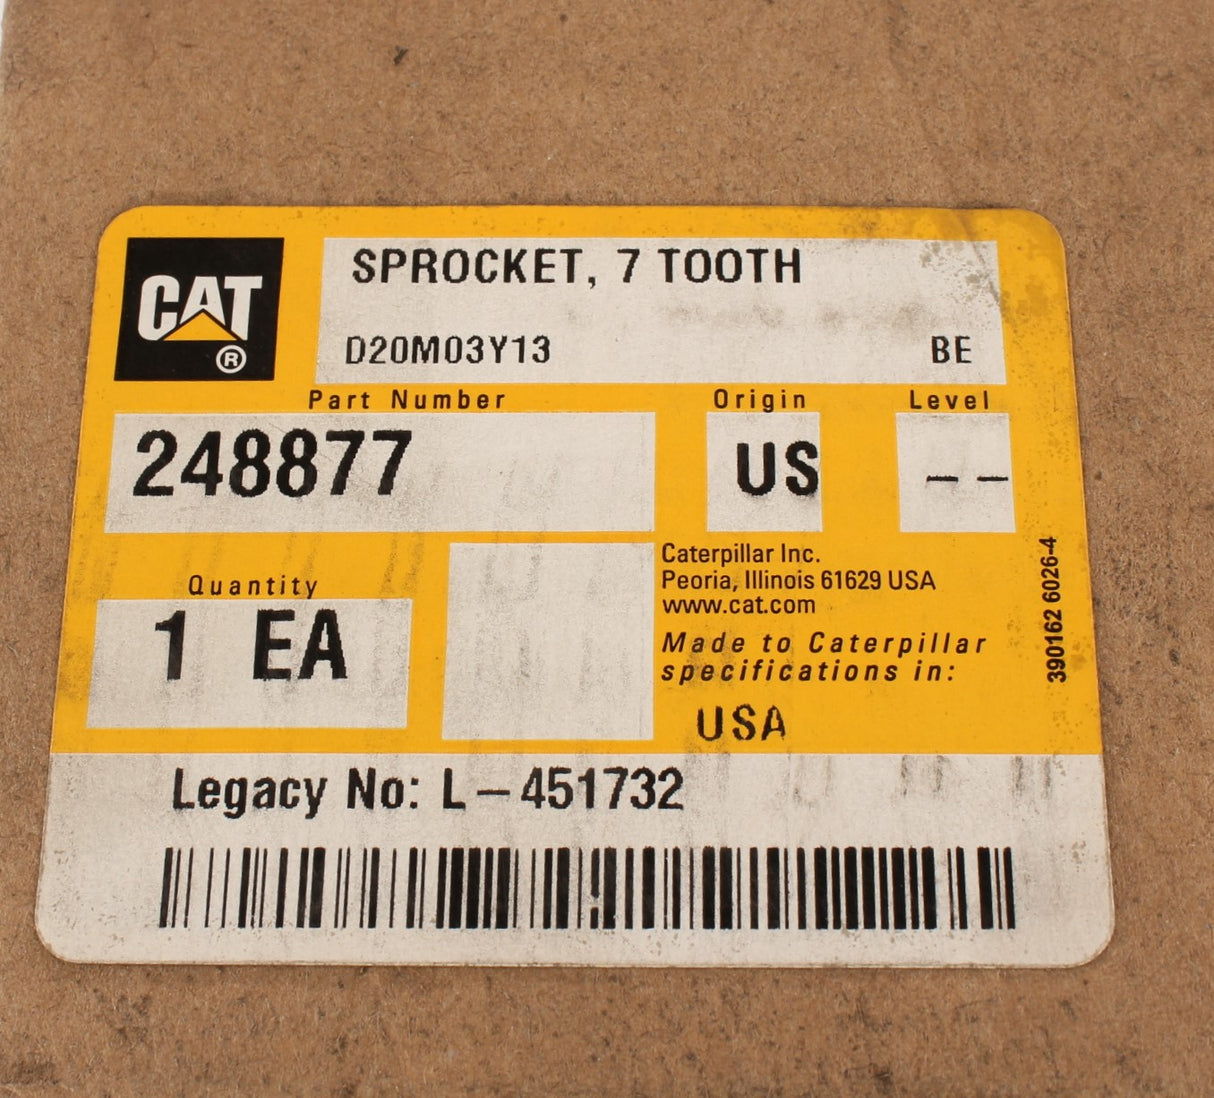 CAT
®
SPROCKET, 7 TOOTH
D20M03Y13 BE
Part Number Origin Level
248877 US --
Quantity
1 EA
Caterpillar Inc.
Peoria, Illinois 61629 USA
www.cat.com
Made to Caterpillar
specifications in:
USA
390162 6026-4
Legacy No: L-451732